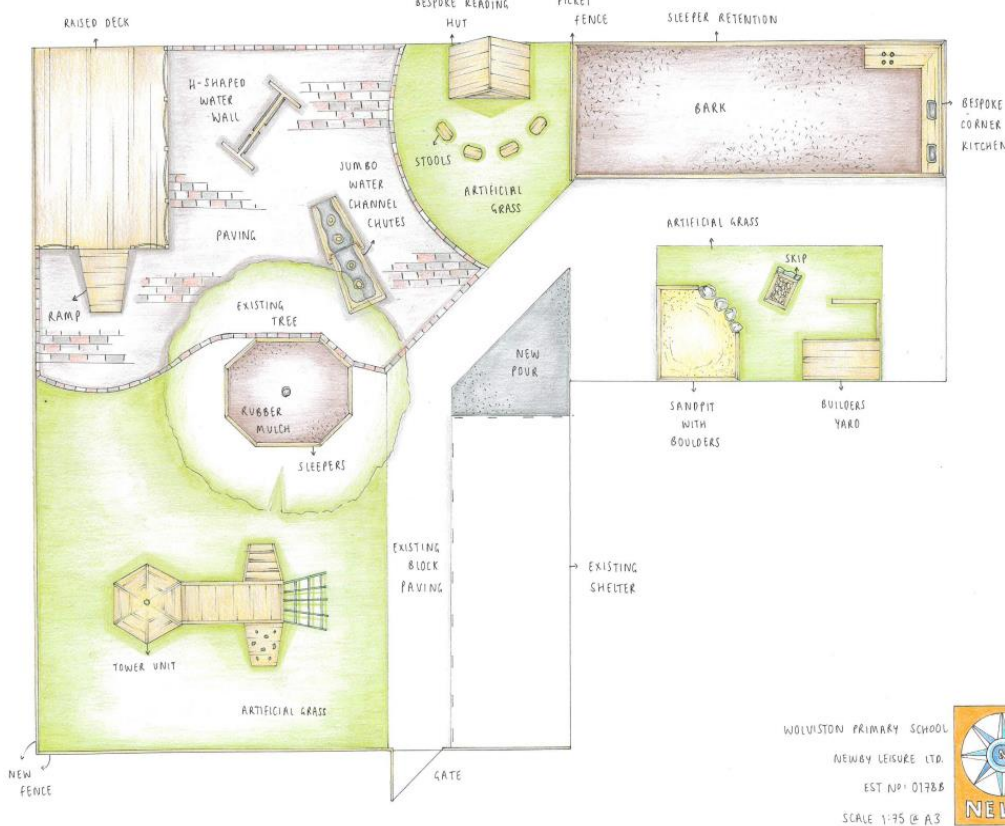 BESPOKE READING
HUT
PICKET
FENCE
SLEEPER RETENTION
RAISED DECK
H-SHAPED
WATER
WALL
BARK
BESPOKE
CORNER
KITCHEN
STOOLS
JUMBO
WATER
CHANNEL
CHUTES
ARTIFICIAL
GRASS
PAVING
ARTIFICIAL GRASS
SKIP
RAMP
EXISTING
TREE
NEW
POUR
RUBBER
MULCH
SLEEPERS
SANDPIT
WITH
BOULDERS
BUILDERS
YARD
EXISTING
BLOCK
PAVING
EXISTING
SHELTER
TOWER UNIT
ARTIFICIAL GRASS
NEW
FENCE
GATE
WOLVISTON PRIMARY SCHOOL
NEWBY LEISURE LTD.
EST NO: 0178B
SCALE 1:75 @ A3